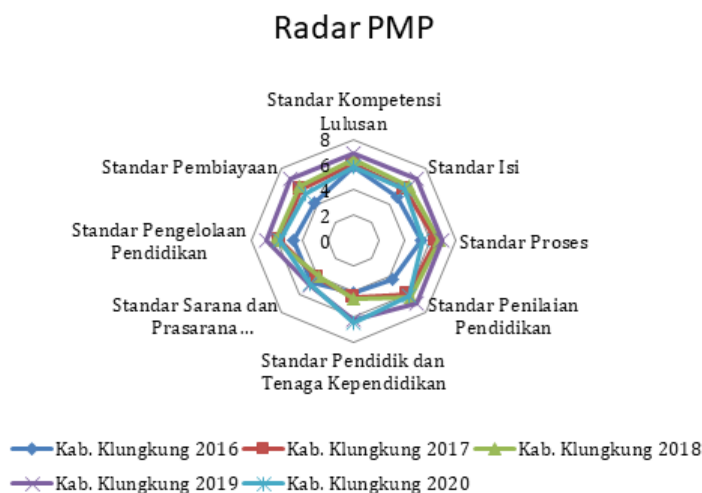 Radar PMP
Standar Kompetensi
Lulusan
Standar Isi
Standar Proses
Standar Penilaian
Pendidikan
Standar Pendidik dan
Tenaga Kependidikan
Standar Sarana dan
Prasarana...
Standar Pengelolaan
Pendidikan
Standar Pembiayaan
8
6
4
2
0
Kab. Klungkung 2016 Kab. Klungkung 2017 Kab. Klungkung 2018
Kab. Klungkung 2019 Kab. Klungkung 2020